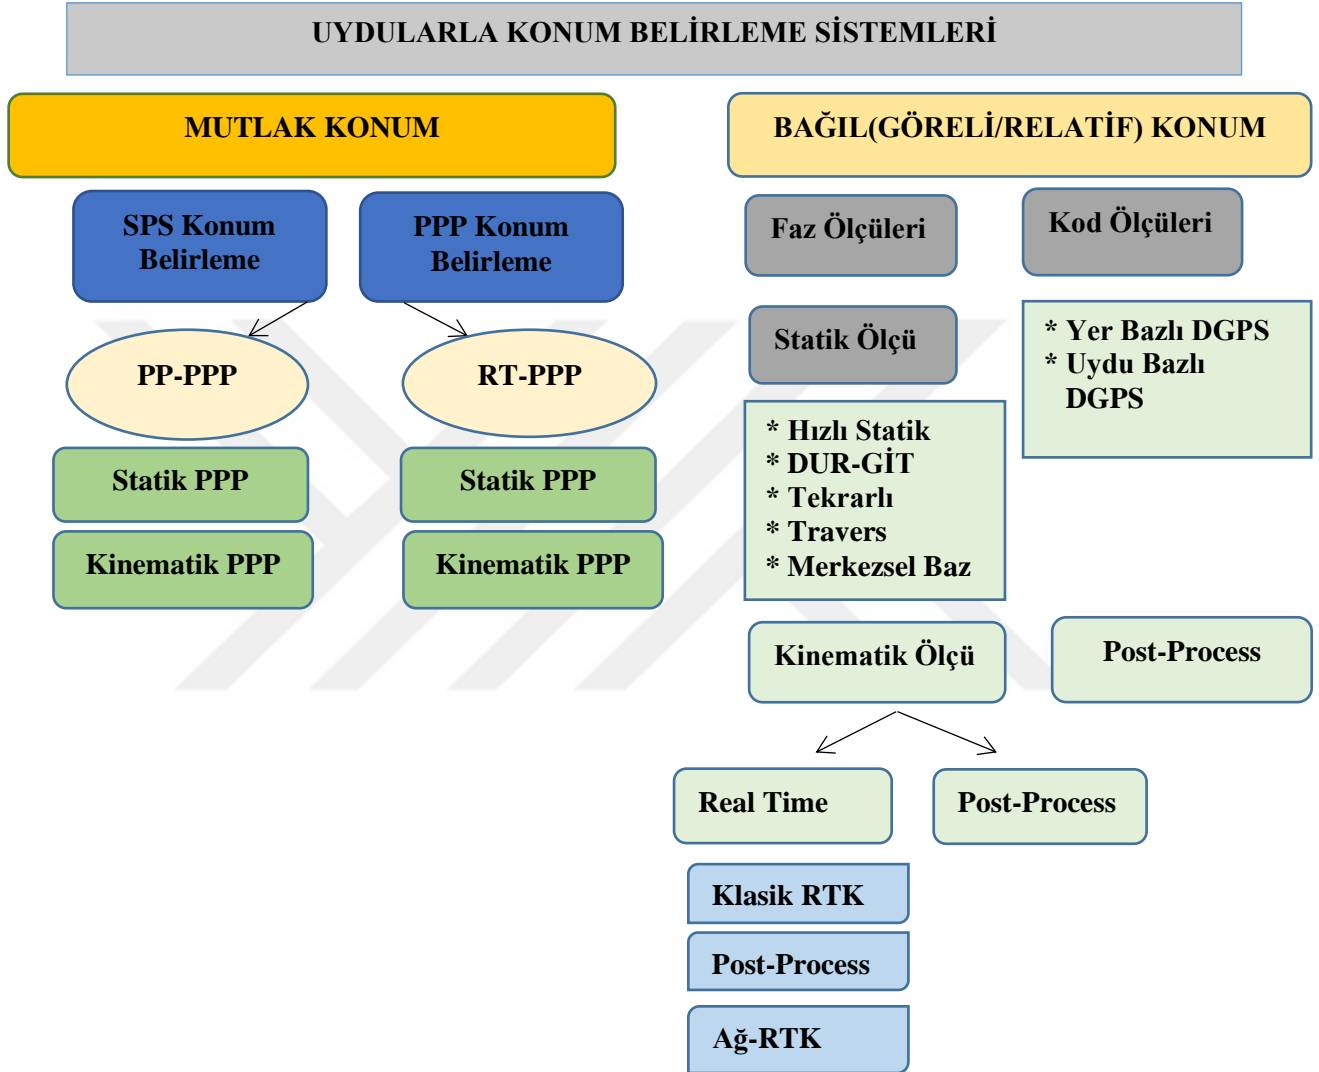 UYDULARLA KONUM BELİRLEME SİSTEMLERİ
MUTLAK KONUM
BAĞIL(GÖRELİ/RELATİF) KONUM
SPS Konum
Belirleme
PPP Konum
Belirleme
Faz Ölçüleri
Kod Ölçüleri
PP-PPP
RT-PPP
Statik Ölçü
* Yer Bazlı DGPS
* Uydu Bazlı
DGPS
Statik PPP
Statik PPP
* Hızlı Statik
* DUR-GİT
* Tekrarlı
* Travers
* Merkezsel Baz
Kinematik PPP
Kinematik PPP
Kinematik Ölçü
Post-Process
Real Time
Post-Process
Klasik RTK
Post-Process
Ağ-RTK